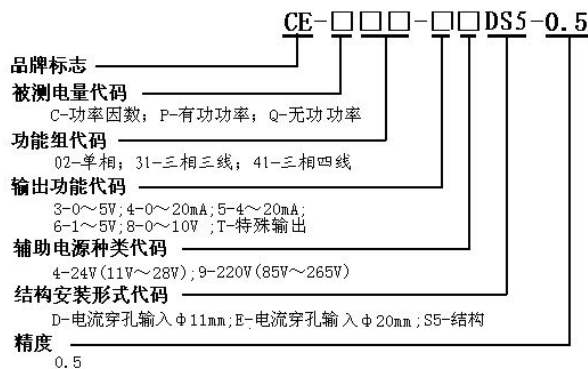 CE-□□□-□□DS5-0.5
品牌标志
被测电量代码
C-功率因数; P-有功功率; Q-无功功率
功能组代码
02-单相; 31-三相三线; 41-三相四线
输出功能代码
3-0～5V;4-0～20mA;5-4～20mA;
6-1～5V;8-0～10V ;T-特殊输出
辅助电源种类代码
4-24V(11V～28V);9-220V(85V～265V)
结构安装形式代码
D-电流穿孔输入φ11mm;E-电流穿孔输入φ20mm;S5-结构
精度
0.5